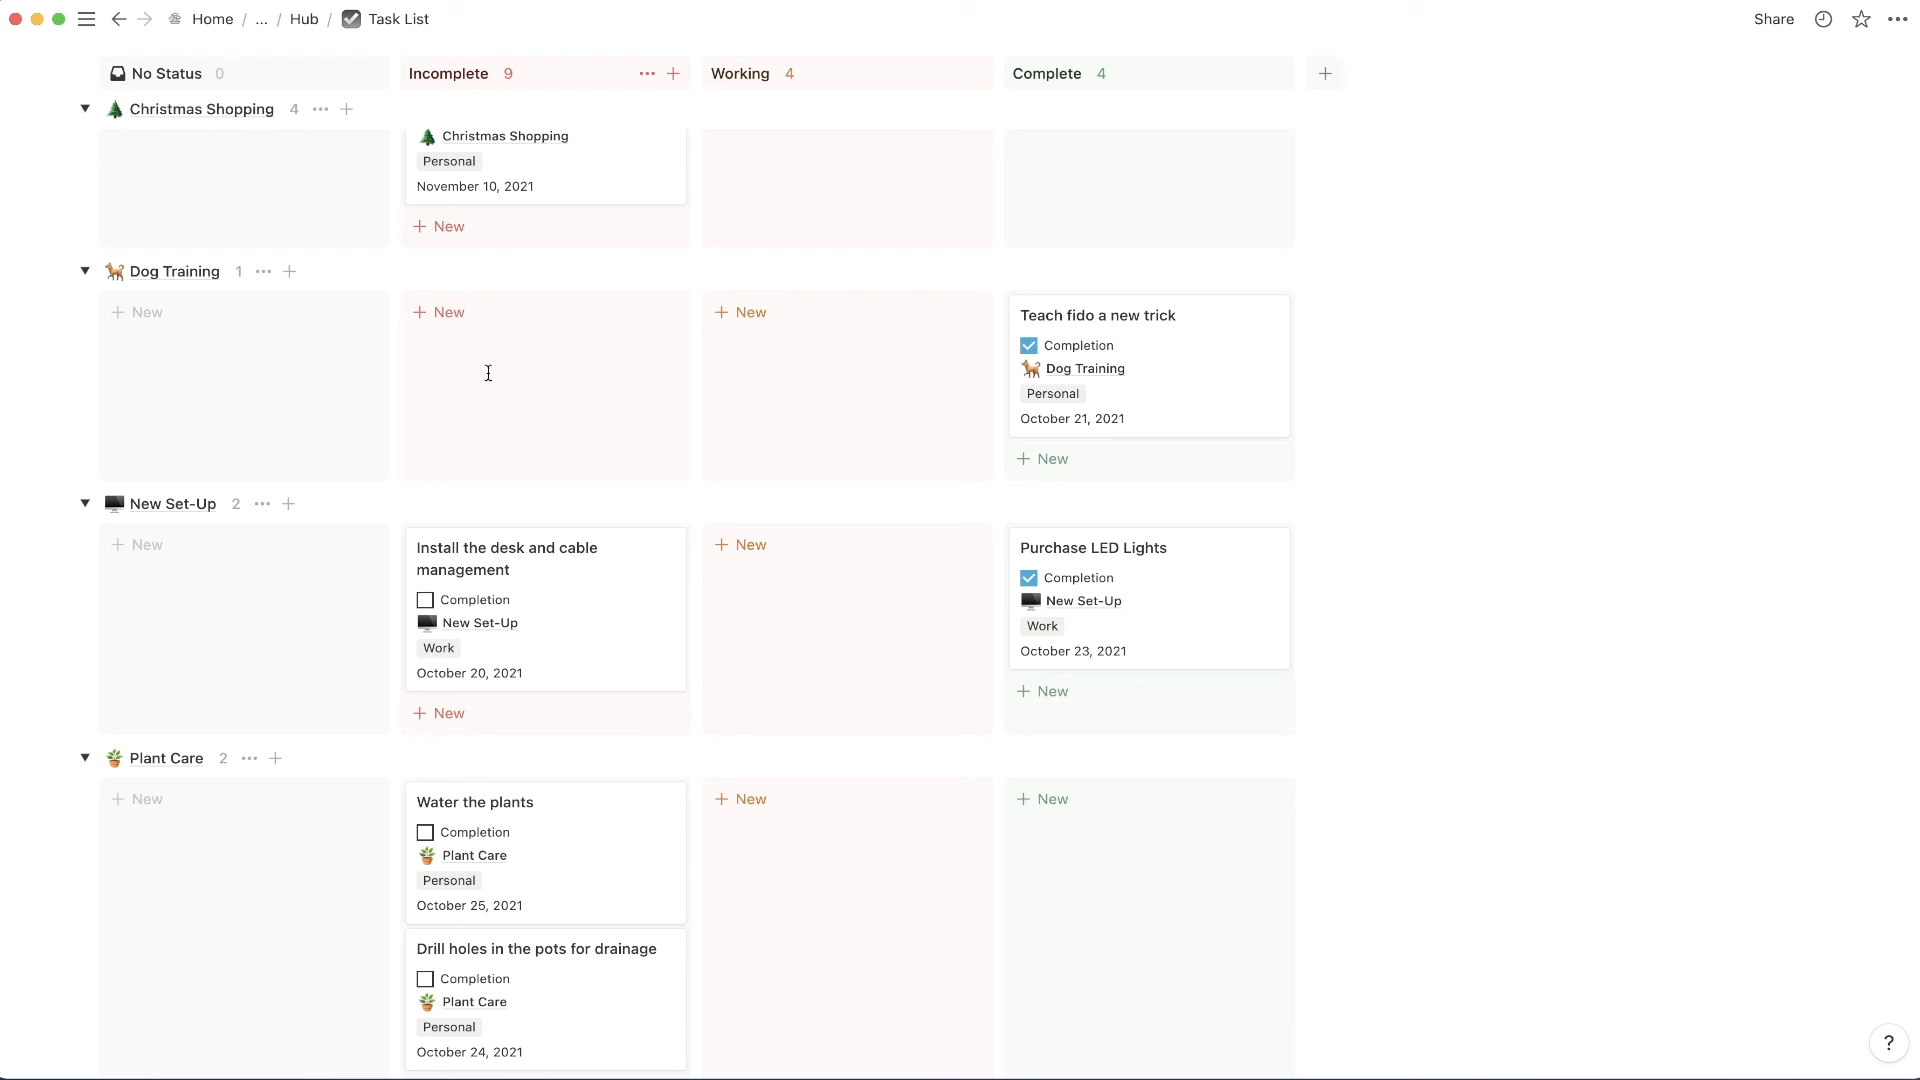 Home / ... / Hub / Task List
Share
No Status 0
Incomplete 9
Working 4
Complete 4
Christmas Shopping 4
Christmas Shopping
Personal
November 10, 2021
+ New
Dog Training 1
+ New
+ New
+ New
Teach fido a new trick
Completion
Dog Training
Personal
October 21, 2021
+ New
New Set-Up 2
+ New
Install the desk and cable
management
Completion
New Set-Up
Work
October 20, 2021
+ New
+ New
Purchase LED Lights
Completion
New Set-Up
Work
October 23, 2021
+ New
Plant Care 2
+ New
Water the plants
Completion
Plant Care
Personal
October 25, 2021
Drill holes in the pots for drainage
Completion
Plant Care
Personal
October 24, 2021
+ New
+ New
?